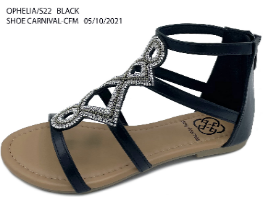 OPHELIA/S22 BLACK
SHOE CARNIVAL-CFM 05/10/2021